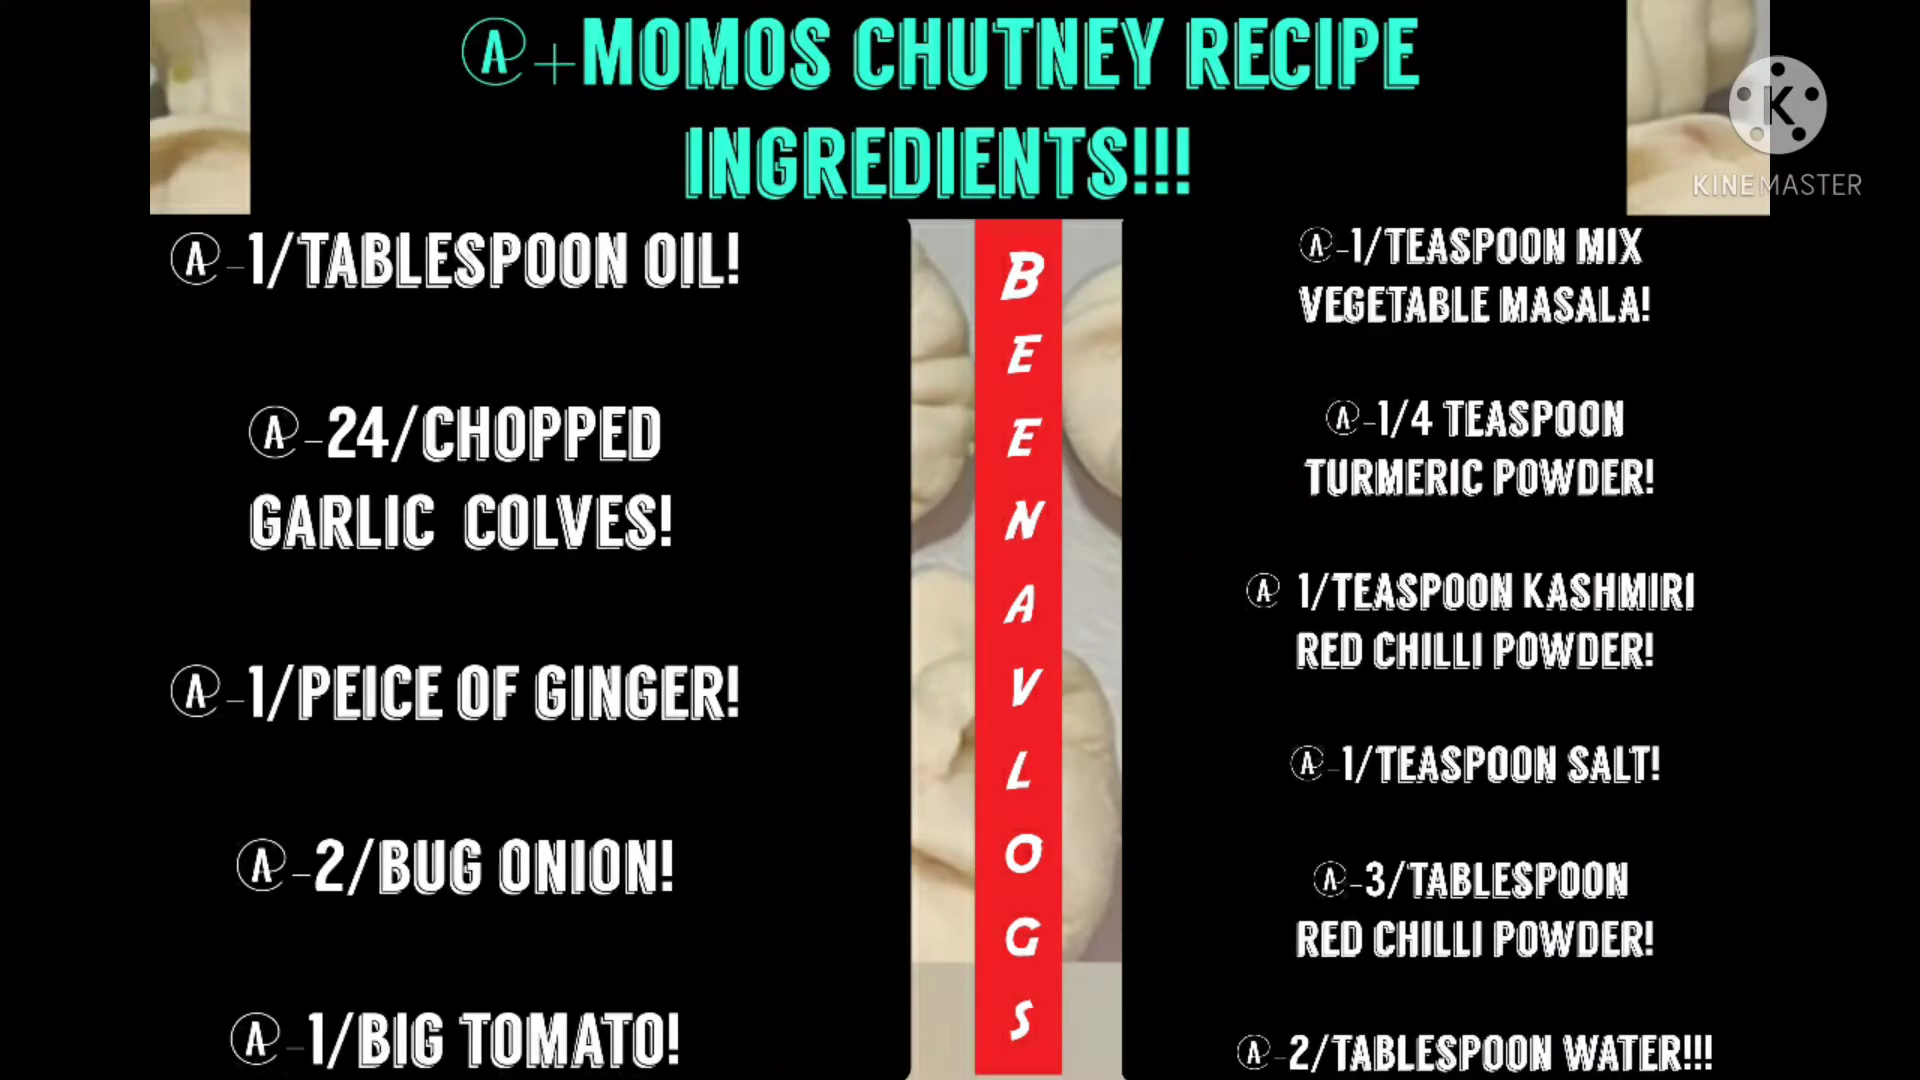 Ⓐ+MOMOS CHUTNEY RECIPE
INGREDIENTS!!!
KINEMASTER
Ⓐ-1/TABLESPOON OIL!
Ⓐ-24/CHOPPED
GARLIC COLVES!
Ⓐ-1/PEICE OF GINGER!
Ⓐ-2/BUG ONION!
Ⓐ-1/BIG TOMATO!
BEENAVLOGS
Ⓐ-1/TEASPOON MIX
VEGETABLE MASALA!
Ⓐ-1/4 TEASPOON
TURMERIC POWDER!
Ⓐ 1/TEASPOON KASHMIRI
RED CHILLI POWDER!
Ⓐ-1/TEASPOON SALT!
Ⓐ-3/TABLESPOON
RED CHILLI POWDER!
Ⓐ-2/TABLESPOON WATER!!!